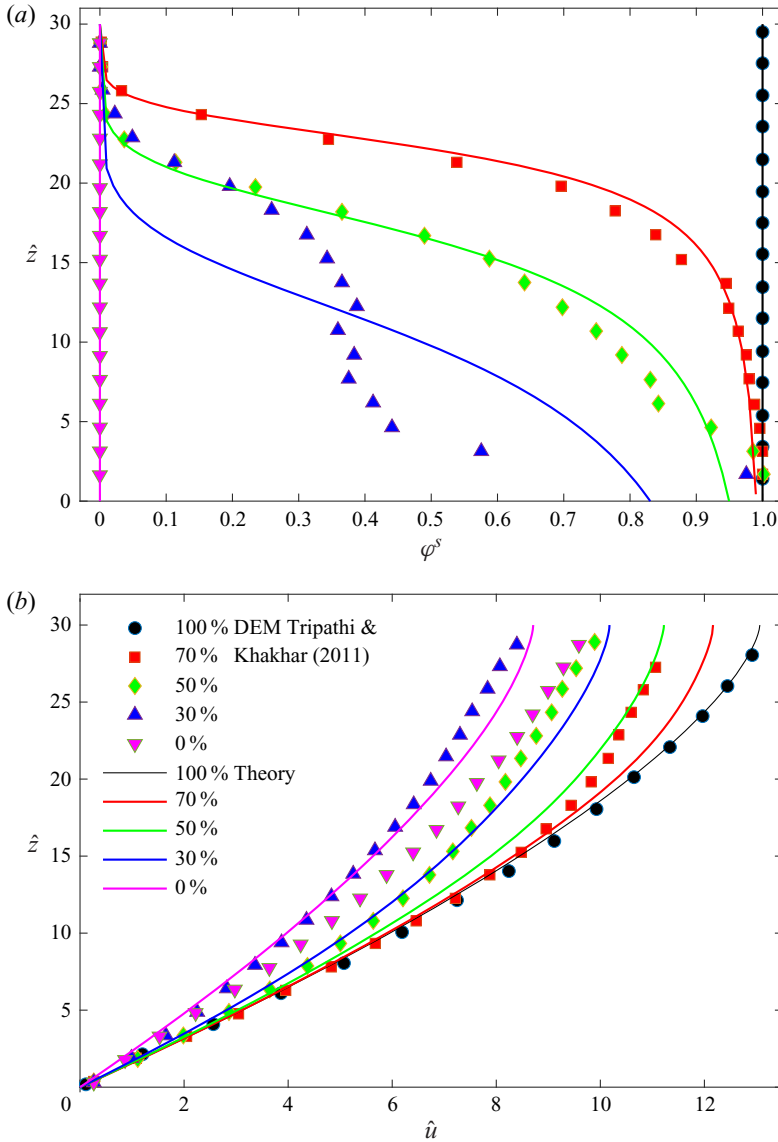 (a)
30
25
20
15
10
5
0
ẑ
0 0.1 0.2 0.3 0.4 0.5 0.6 0.7 0.8 0.9 1.0
φˢ
(b)
30
25
20
15
10
5
0
ẑ
100 % DEM Tripathi &
70 % Khakhar (2011)
50 %
30 %
0 %
100 % Theory
70 %
50 %
30 %
0 %
2 4 6 8 10 12
û